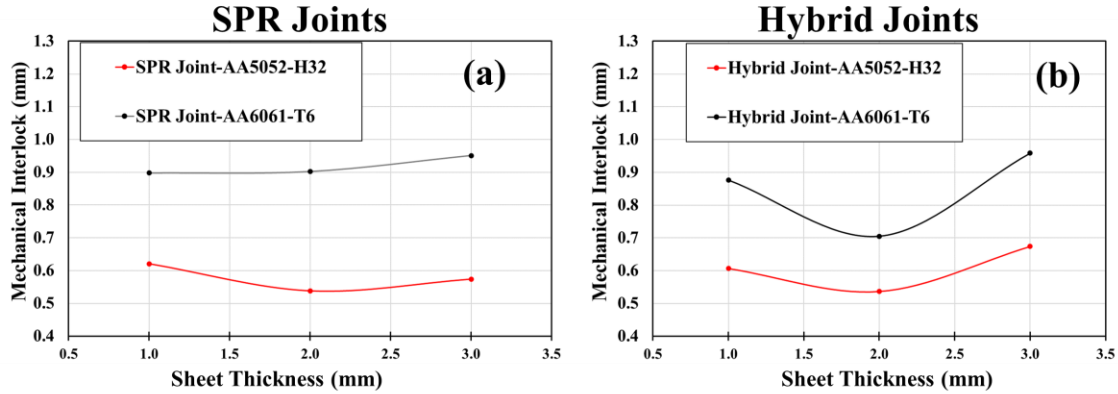 SPR Joints
1.3
1.2
1.1
1.0
0.9
0.8
0.7
0.6
0.5
0.4
Mechanical Interlock (mm)
SPR Joint-AA5052-H32
SPR Joint-AA6061-T6
(a)
0.5 1.0 1.5 2.0 2.5 3.0 3.5
Sheet Thickness (mm)
Hybrid Joints
1.3
1.2
1.1
1.0
0.9
0.8
0.7
0.6
0.5
0.4
Mechanical Interlock (mm)
Hybrid Joint-AA5052-H32
Hybrid Joint-AA6061-T6
(b)
0.5 1.0 1.5 2.0 2.5 3.0 3.5
Sheet Thickness (mm)